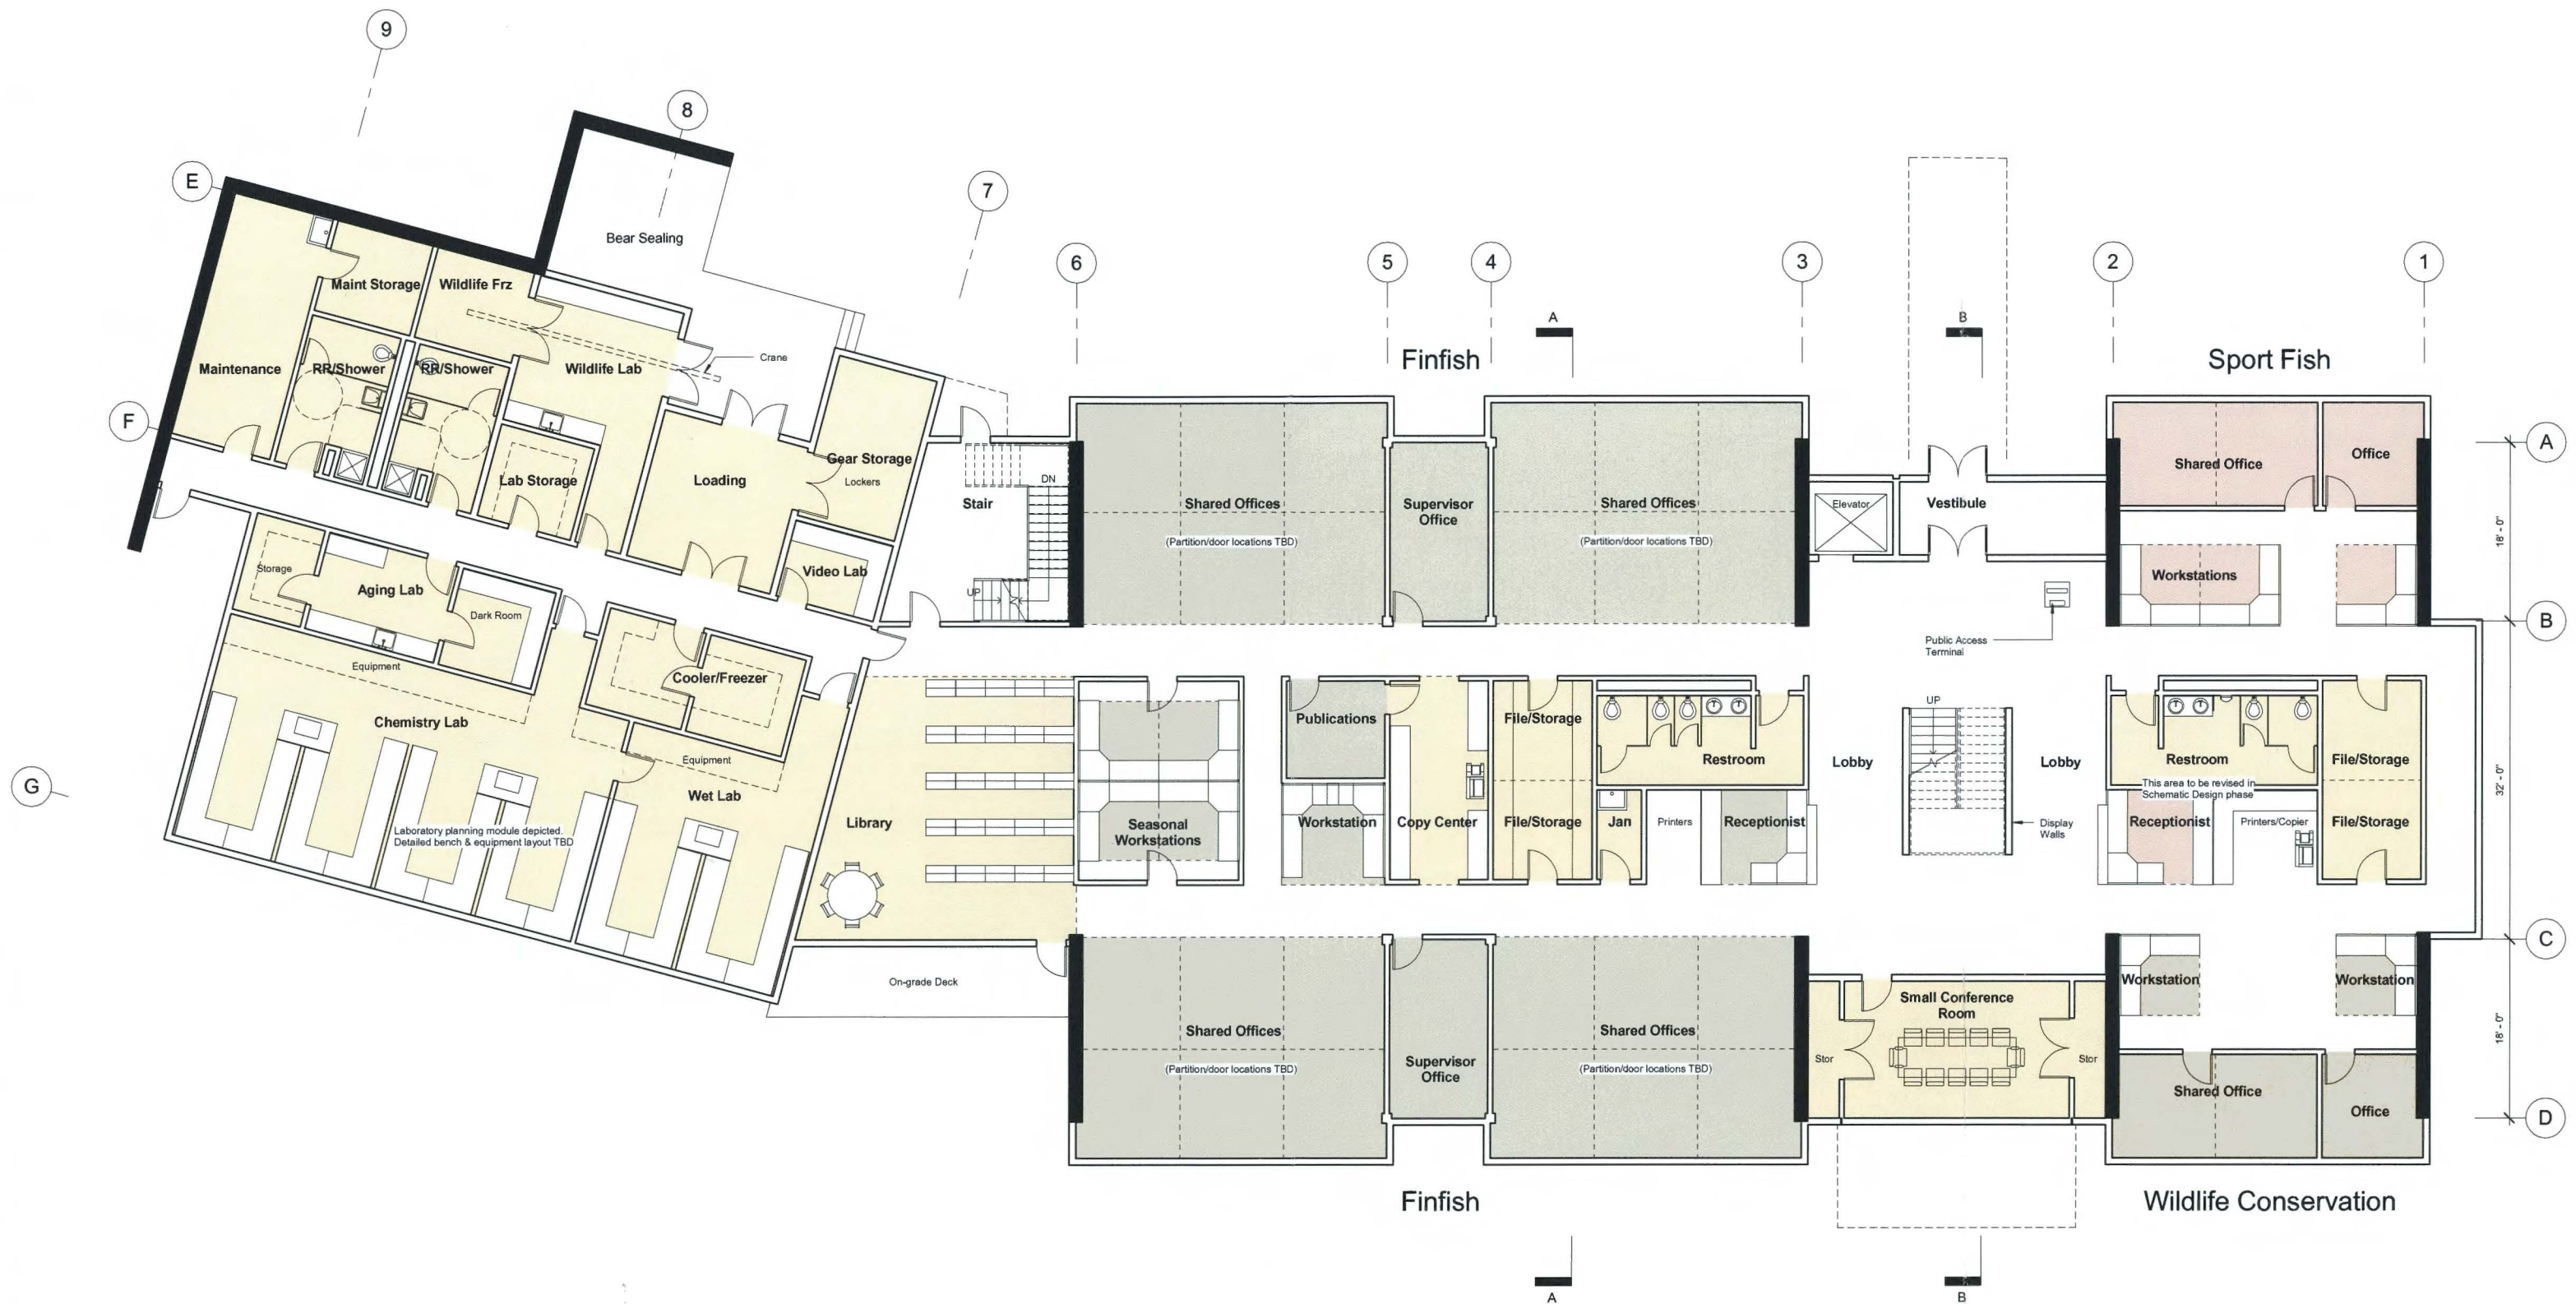 9
8
E
7
Bear Sealing
6
5
4
3
2
1
Maint Storage
Wildlife Frz
A
B
Finfish
Sport Fish
Crane
Maintenance
RR/Shower
RR/Shower
Wildlife Lab
F
A
Gear Storage
Lockers
Loading
Lab Storage
DN
Stair
UP
Shared Offices
(Partition/door locations TBD)
Supervisor
Office
Shared Offices
(Partition/door locations TBD)
Elevator
Vestibule
Shared Office
Office
18' - 0"
Storage
Aging Lab
Dark Room
Video Lab
Workstations
B
Public Access
Terminal
Equipment
Cooler/Freezer
Chemistry Lab
Equipment
Wet Lab
G
Laboratory planning module depicted.
Detailed bench & equipment layout TBD
Library
Seasonal
Workstations
Publications
Workstation
Copy Center
File/Storage
File/Storage
Restroom
Jan
Printers
Receptionist
Lobby
UP
Lobby
Display
Walls
Restroom
This area to be revised in
Schematic Design phase
Receptionist
Printers/Copier
File/Storage
File/Storage
32' - 0"
C
On-grade Deck
Shared Offices
(Partition/door locations TBD)
Supervisor
Office
Shared Offices
(Partition/door locations TBD)
Stor
Small Conference
Room
Stor
Workstation
Workstation
Shared Office
Office
18' - 0"
D
Finfish
Wildlife Conservation
A
B